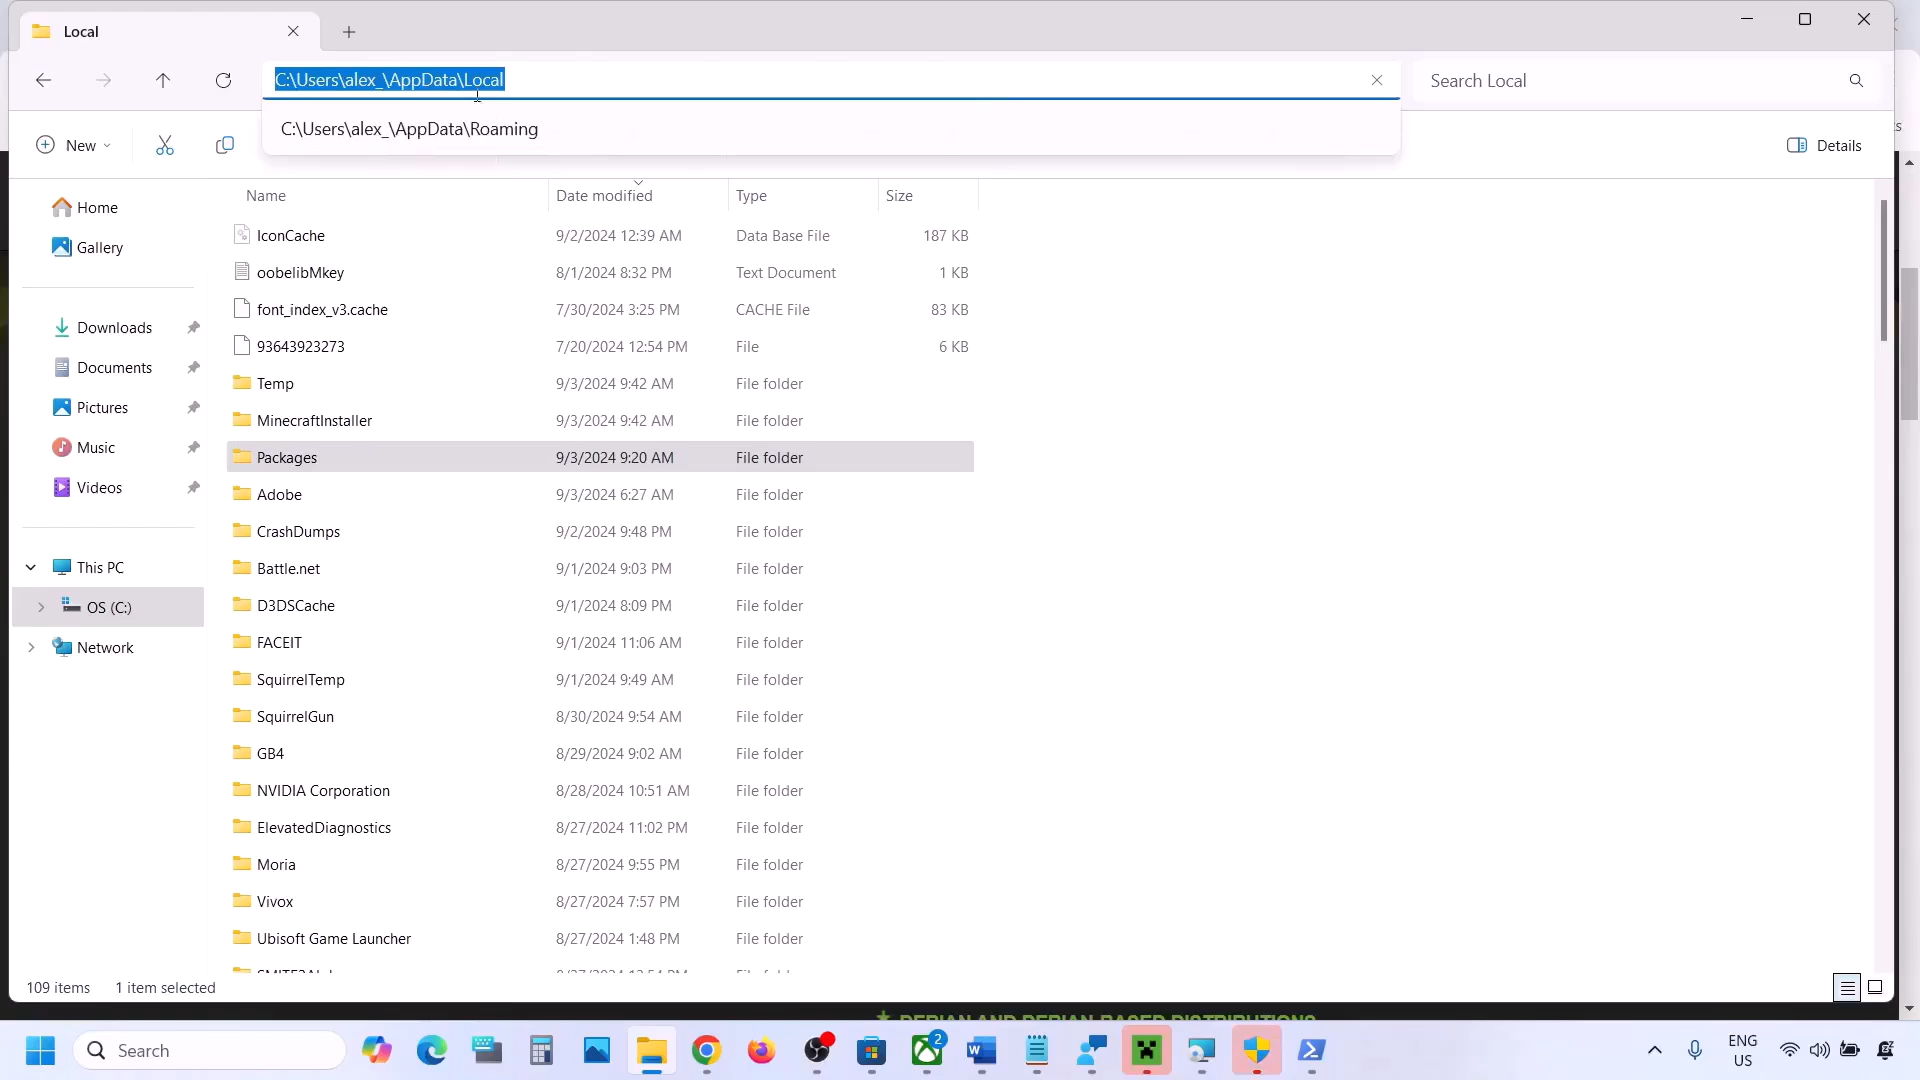 Local
C:\Users\alex_\AppData\Local
Search Local
C:\Users\alex_\AppData\Roaming
New
Details
Name Date modified Type Size
Home
Gallery
Downloads
Documents
Pictures
Music
Videos
This PC
OS (C:)
Network
IconCache 9/2/2024 12:39 AM Data Base File 187 KB
oobelibMkey 8/1/2024 8:32 PM Text Document 1 KB
font_index_v3.cache 7/30/2024 3:25 PM CACHE File 83 KB
93643923273 7/20/2024 12:54 PM File 6 KB
Temp 9/3/2024 9:42 AM File folder
MinecraftInstaller 9/3/2024 9:42 AM File folder
Packages 9/3/2024 9:20 AM File folder
Adobe 9/3/2024 6:27 AM File folder
CrashDumps 9/2/2024 9:48 PM File folder
Battle.net 9/1/2024 9:03 PM File folder
D3DSCache 9/1/2024 8:09 PM File folder
FACEIT 9/1/2024 11:06 AM File folder
SquirrelTemp 9/1/2024 9:49 AM File folder
SquirrelGun 8/30/2024 9:54 AM File folder
GB4 8/29/2024 9:02 AM File folder
NVIDIA Corporation 8/28/2024 10:51 AM File folder
ElevatedDiagnostics 8/27/2024 11:02 PM File folder
Moria 8/27/2024 9:55 PM File folder
Vivox 8/27/2024 7:57 PM File folder
Ubisoft Game Launcher 8/27/2024 1:48 PM File folder
109 items 1 item selected
DEBIAN AND DEBIAN BASED DISTRIBUTIONS
Search
2
ENG
US